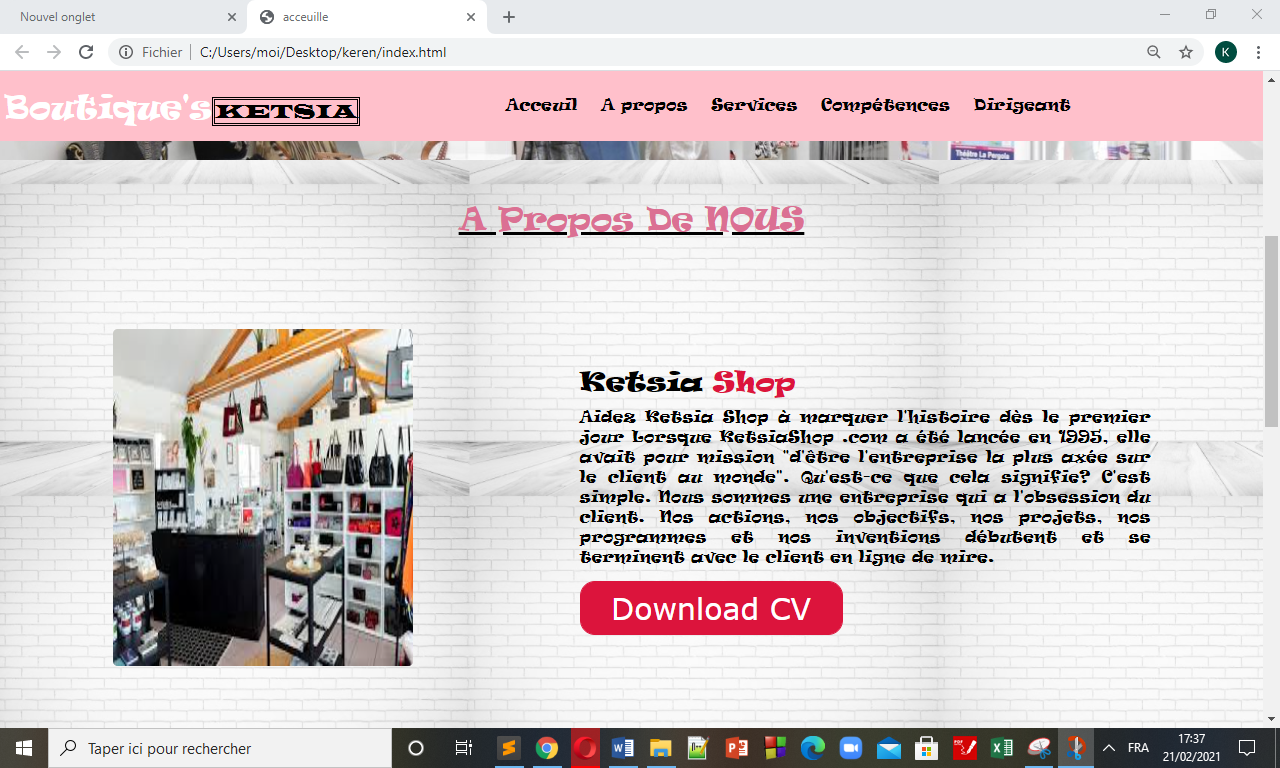 Nouvel onglet
acceuille
Fichier
C:/Users/moi/Desktop/keren/index.html
K
Boutique's KETSIA
Acceuil A propos Services Compétences Dirigeant
Théâtre La Pergola
A Propos De NOUS
Ketsia Shop
Aidez Ketsia Shop à marquer l'histoire dès le premier
jour Lorsque KetsiaShop .com a été lancée en 1995, elle
avait pour mission "d'être l'entreprise la plus axée sur
le client au monde". Qu'est-ce que cela signifie? C'est
simple. Nous sommes une entreprise qui a l'obsession du
client. Nos actions, nos objectifs, nos projets, nos
programmes et nos inventions débutent et se
terminent avec le client en ligne de mire.
Download CV
Taper ici pour rechercher
FRA
17:37
21/02/2021